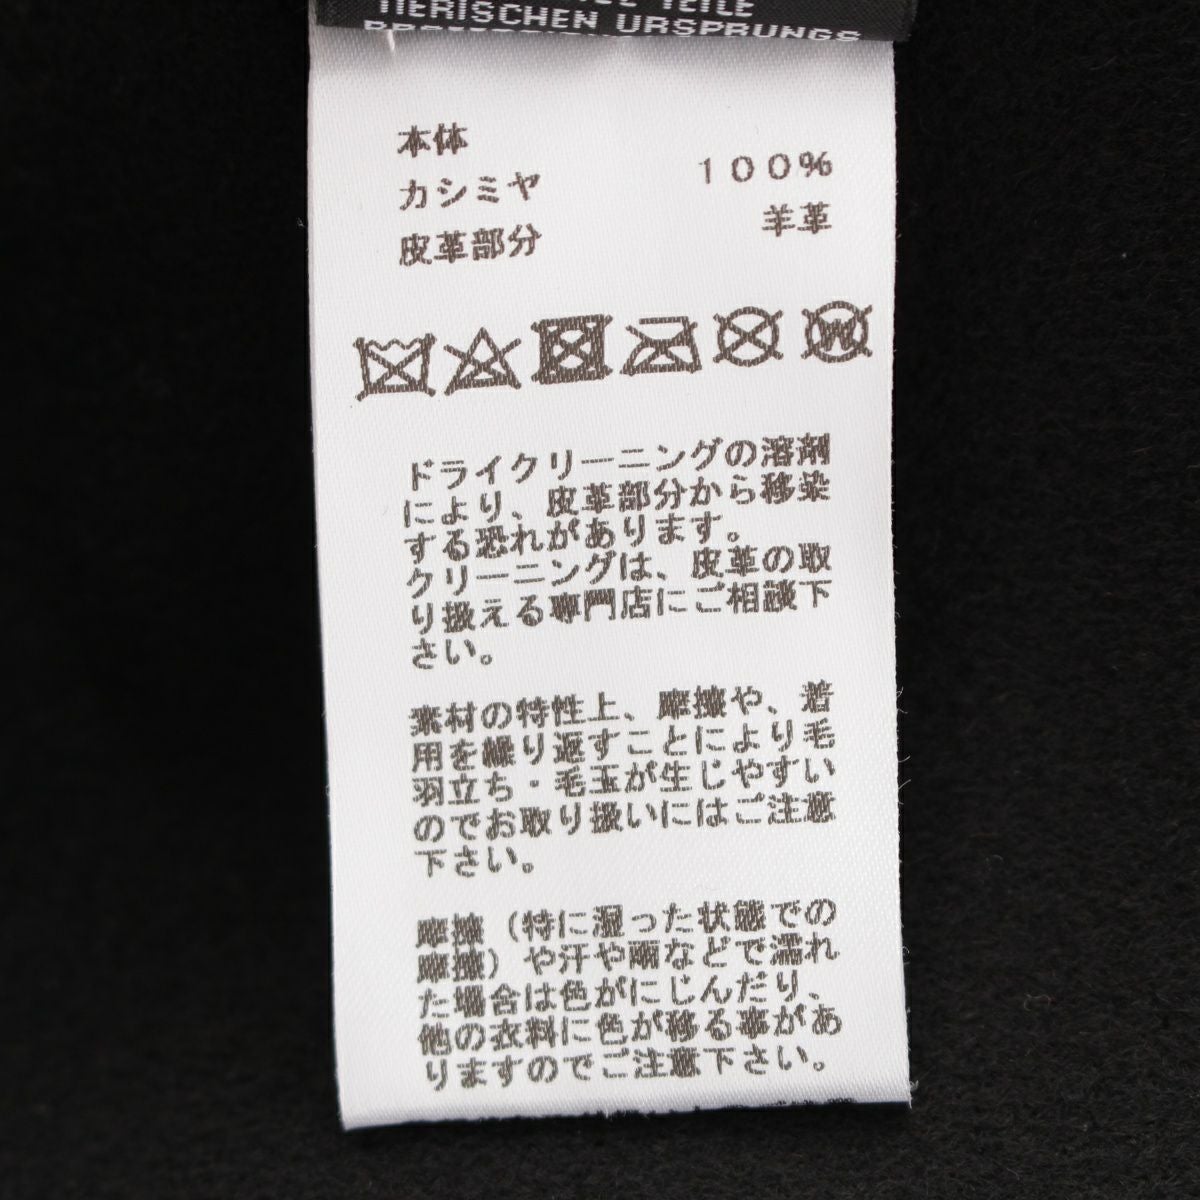 TIERISCHEN URSPRUNGS
本体
カシミヤ 100%
皮革部分 羊革
W
ドライクリーニングの溶剤
により、皮革部分から移染
する恐れがあります。
クリーニングは、皮革の取
り扱える専門店にご相談下
さい。
素材の特性上、摩擦や、着
用を繰り返すことにより毛
羽立ち・毛玉が生じやすい
のでお取り扱いにはご注意
下さい。
摩擦（特に湿った状態での
摩擦）や汗や雨などで濡れ
た場合は色がにじんだり、
他の衣料に色が移る事があ
りますのでご注意下さい。